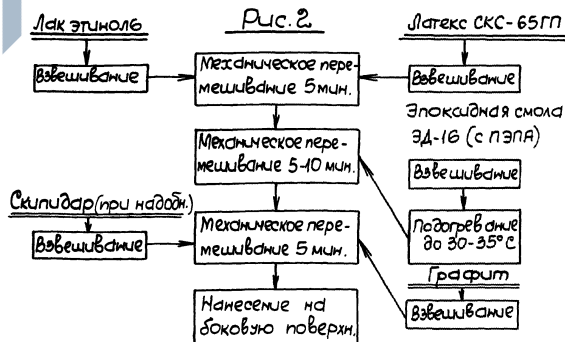 Рис.2
Лак этиноль
Взвешивание
Латекс СКС-65ГП
Взвешивание
Механическое пере-
мешивание 5 мин.
Эпоксидная смола
ЭД-16 (с ПЭПА)
Взвешивание
Подогревание
до 30-35°С
Механическое пере-
мешивание 5-10 мин.
Скипидар(при надобн.)
Взвешивание
Механическое пере-
мешивание 5 мин.
Графит
Взвешивание
Нанесение на
боковую поверхн.